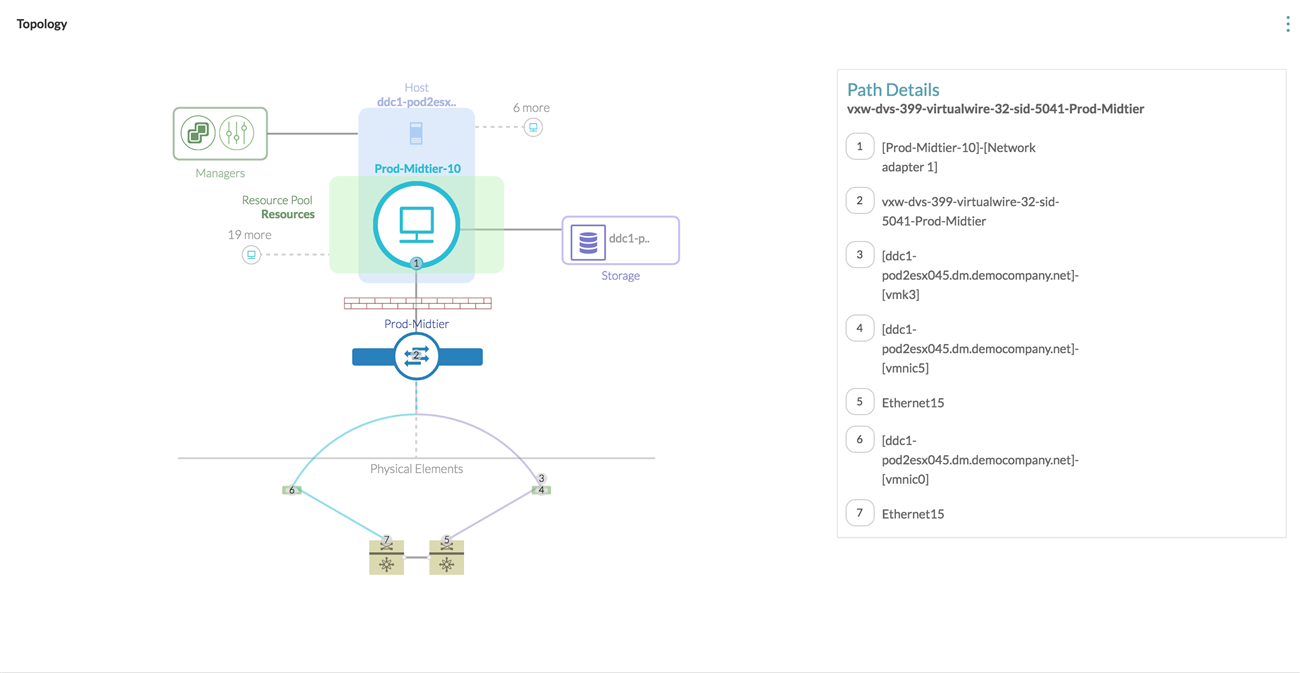 Topology
Host
ddc1-pod2esx..
6 more
Managers
Prod-Midtier-10
Resource Pool
Resources
19 more
ddc1-p..
Storage
1
Prod-Midtier
2
Physical Elements
6
3
4
7
5
Path Details
vxw-dvs-399-virtualwire-32-sid-5041-Prod-Midtier
1
[Prod-Midtier-10]-[Network
adapter 1]
2
vxw-dvs-399-virtualwire-32-sid-
5041-Prod-Midtier
3
[ddc1-
pod2esx045.dm.democompany.net]-
[vmk3]
4
[ddc1-
pod2esx045.dm.democompany.net]-
[vmnic5]
5
Ethernet15
6
[ddc1-
pod2esx045.dm.democompany.net]-
[vmnic0]
7
Ethernet15